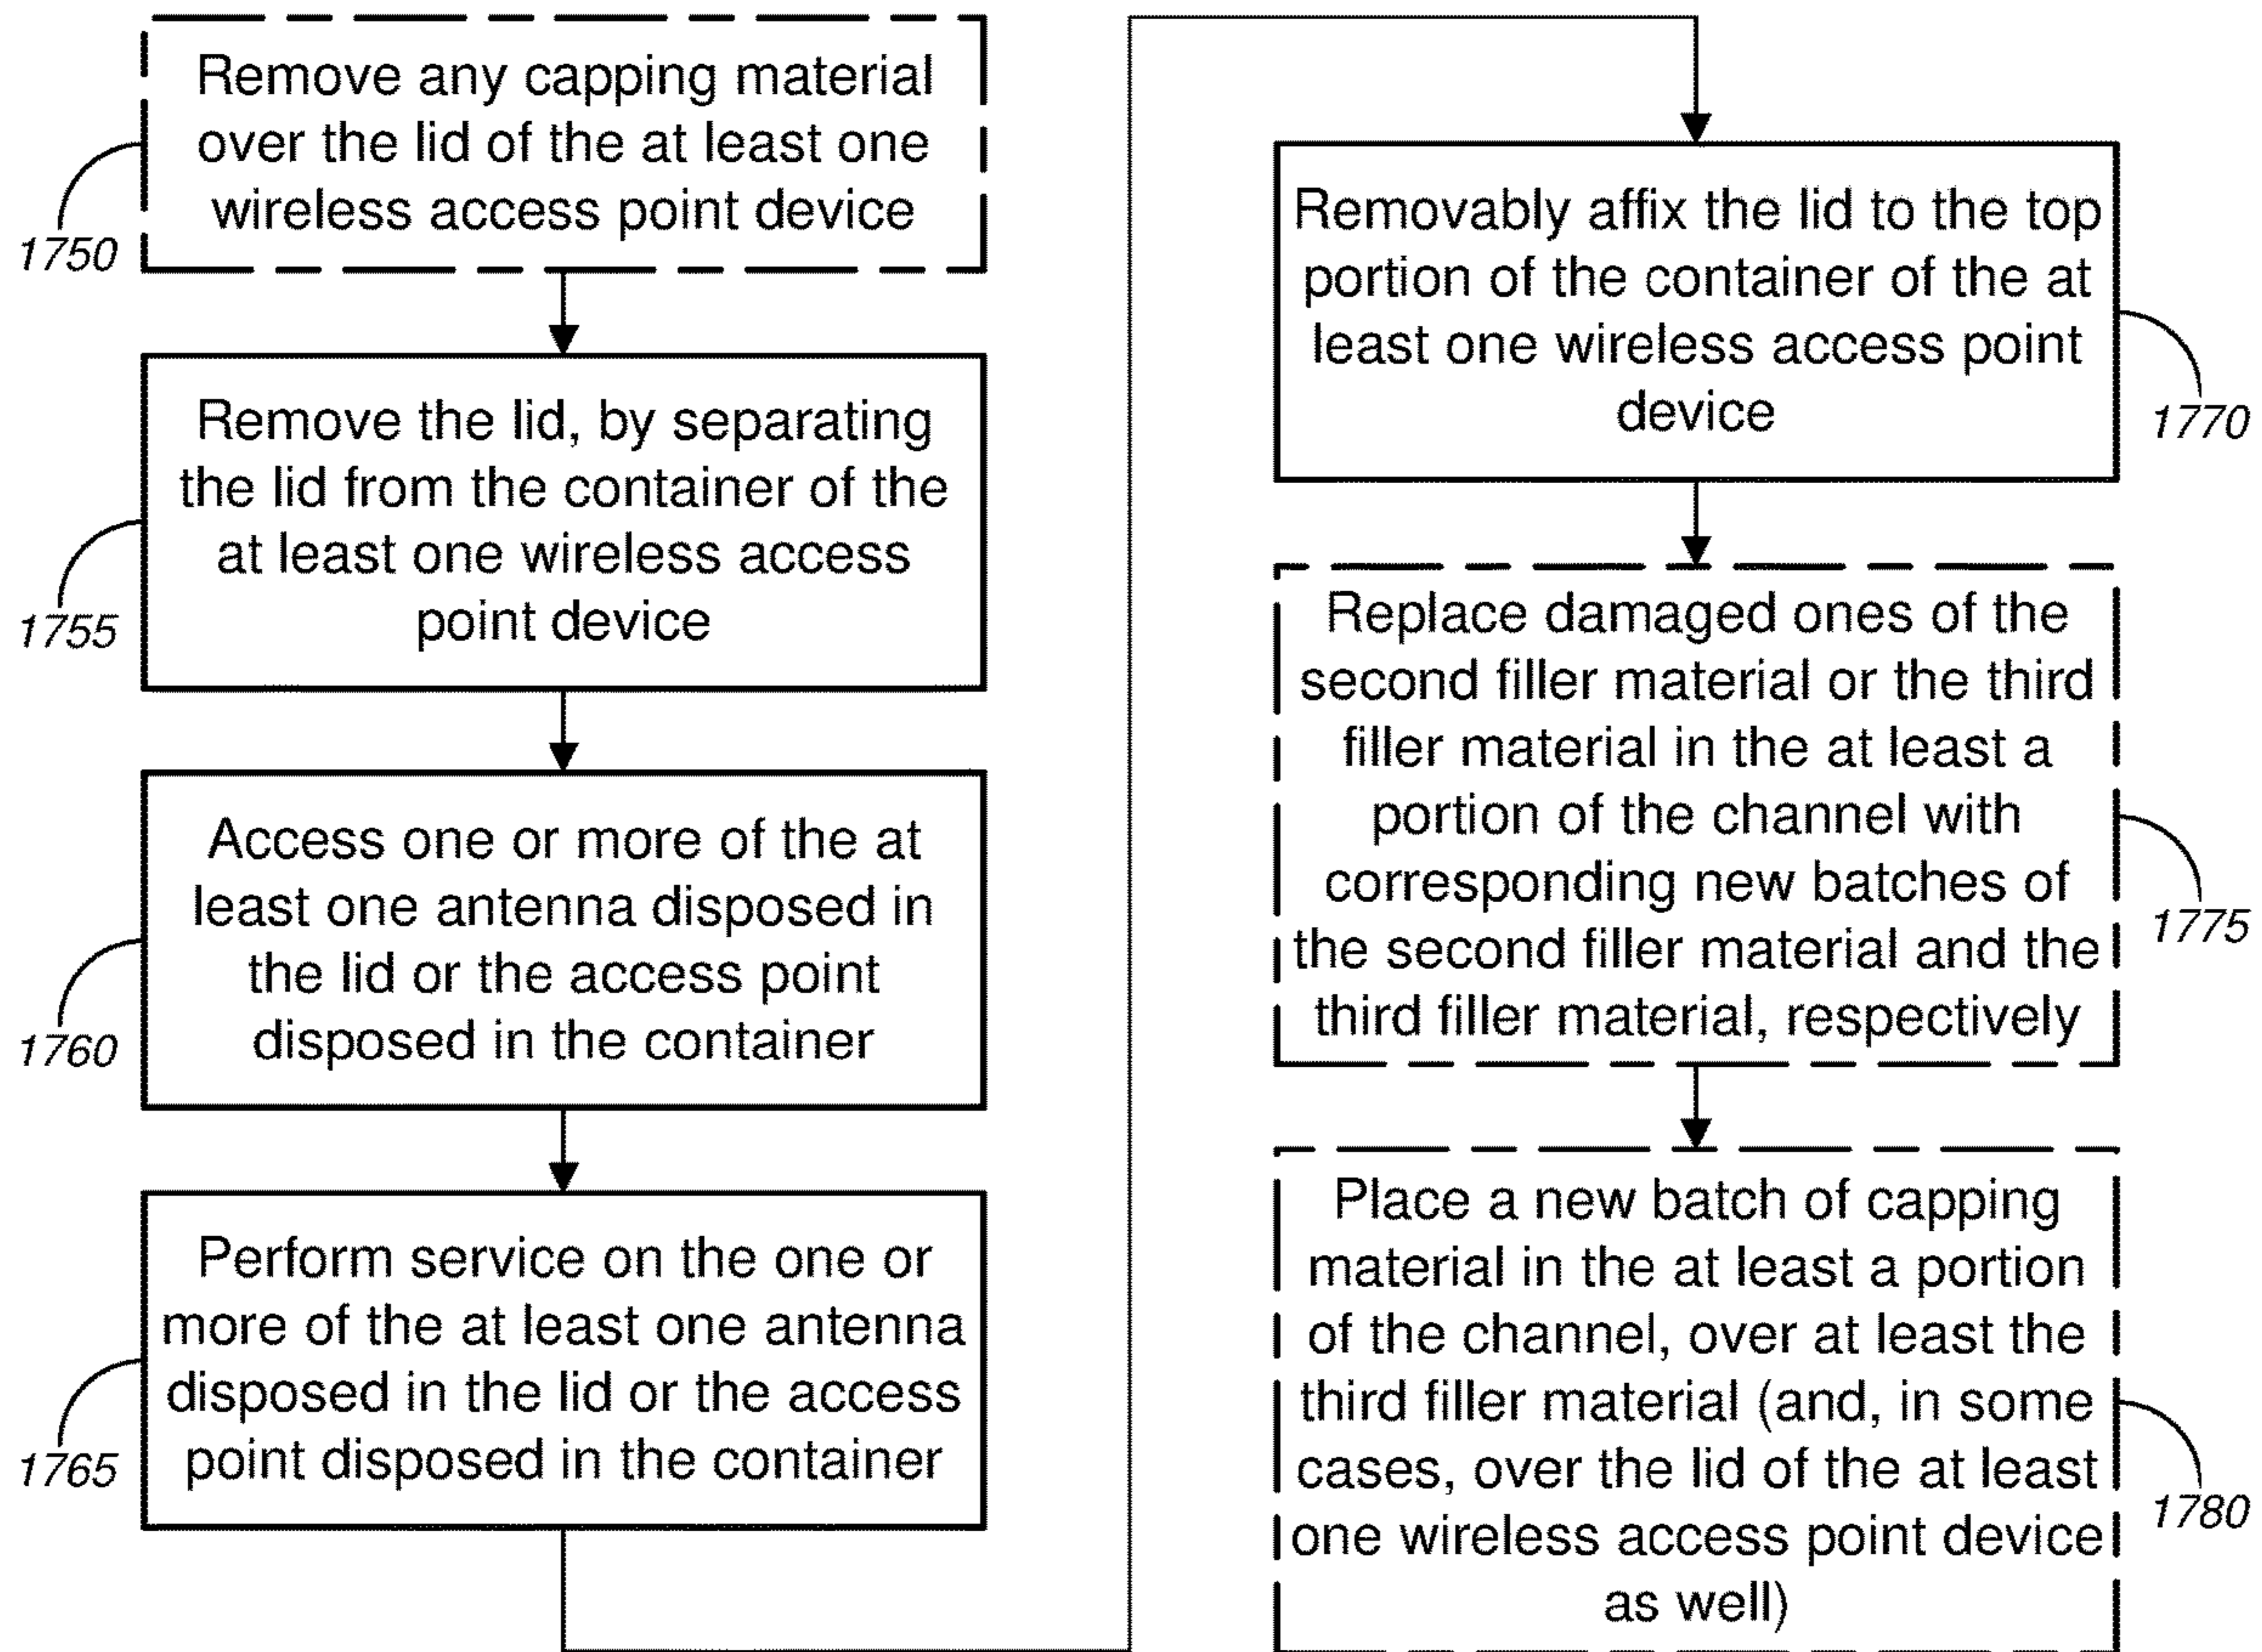 Remove any capping material
over the lid of the at least one
wireless access point device
1750
Remove the lid, by separating
the lid from the container of the
at least one wireless access
point device
1755
Access one or more of the at
least one antenna disposed in
the lid or the access point
disposed in the container
1760
Perform service on the one or
more of the at least one antenna
disposed in the lid or the access
point disposed in the container
1765
Removably affix the lid to the top
portion of the container of the at
least one wireless access point
device
1770
Replace damaged ones of the
second filler material or the third
filler material in the at least a
portion of the channel with
corresponding new batches of
the second filler material and the
third filler material, respectively
1775
Place a new batch of capping
material in the at least a portion
of the channel, over at least the
third filler material (and, in some
cases, over the lid of the at least
one wireless access point device
as well)
1780